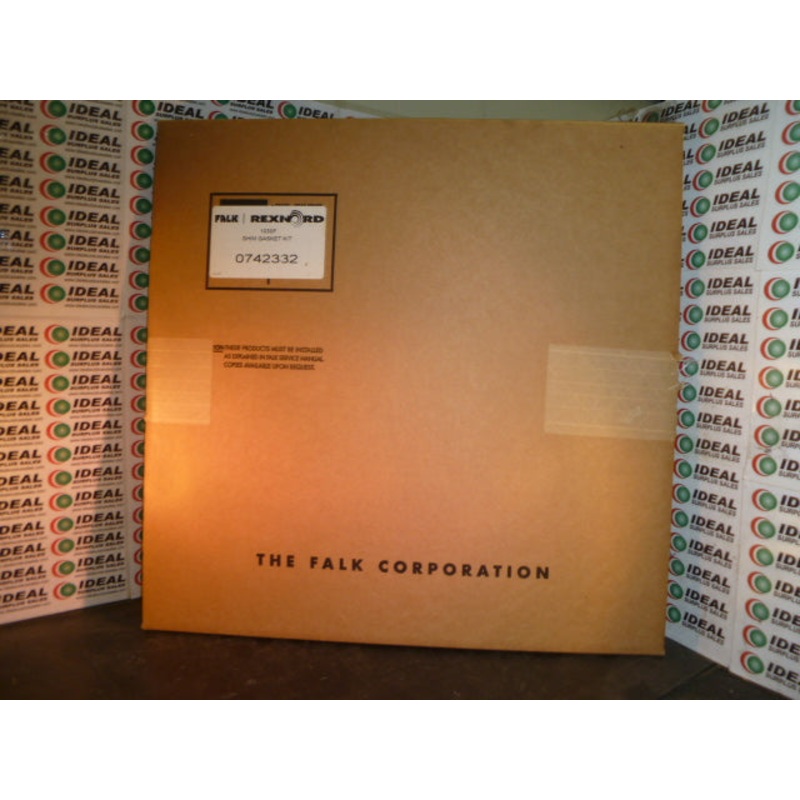 FALK | REXNORD
SHIM GASKET KIT
0742332
THESE PRODUCTS MUST BE INSTALLED
AS EXPLAINED IN FALK SERVICE MANUAL.
COPIES AVAILABLE UPON REQUEST.
THE FALK CORPORATION
IDEAL
SURPLUS SALES